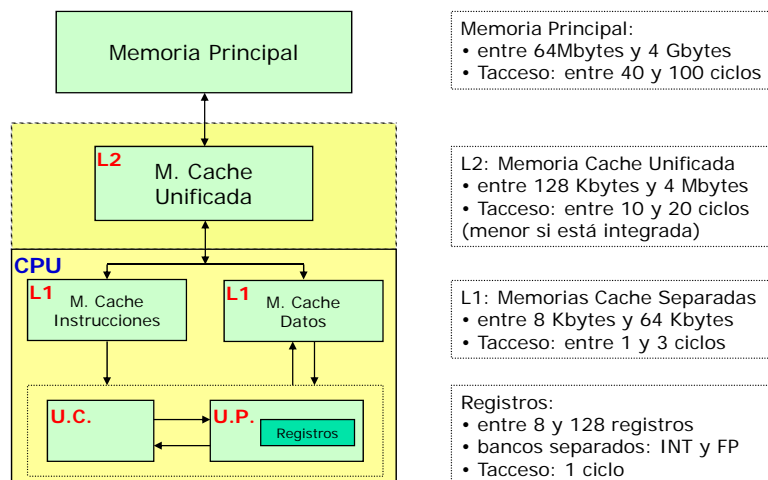 Memoria Principal
Memoria Principal:
• entre 64Mbytes y 4 Gbytes
• Tacceso: entre 40 y 100 ciclos
L2
M. Cache
Unificada
L2: Memoria Cache Unificada
• entre 128 Kbytes y 4 Mbytes
• Tacceso: entre 10 y 20 ciclos
(menor si está integrada)
CPU
L1
M. Cache
Instrucciones
L1
M. Cache
Datos
L1: Memorias Cache Separadas
• entre 8 Kbytes y 64 Kbytes
• Tacceso: entre 1 y 3 ciclos
U.C.
U.P.
Registros
Registros:
• entre 8 y 128 registros
• bancos separados: INT y FP
• Tacceso: 1 ciclo